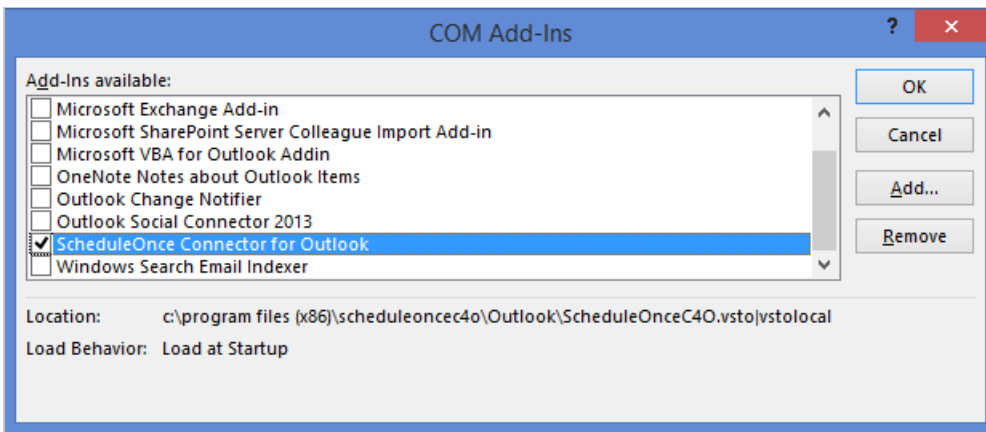 COM Add-Ins
?
Add-Ins available:
Microsoft Exchange Add-in
Microsoft SharePoint Server Colleague Import Add-in
Microsoft VBA for Outlook Addin
OneNote Notes about Outlook Items
Outlook Change Notifier
Outlook Social Connector 2013
ScheduleOnce Connector for Outlook
Windows Search Email Indexer
OK
Cancel
Add...
Remove
Location: c:\program files (x86)\scheduleoncec4o\Outlook\ScheduleOnceC4O.vsto|vstolocal
Load Behavior: Load at Startup